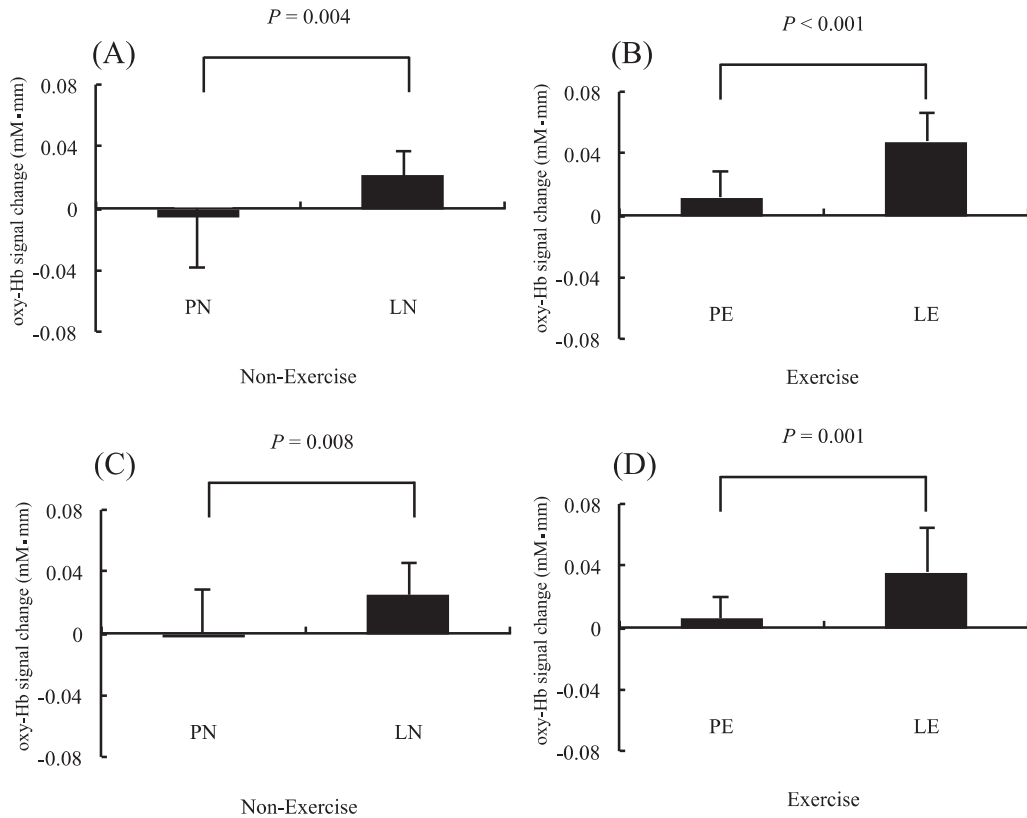 P = 0.004
(A)
oxy-Hb signal change (mM▪mm)
0.08
0.04
0
-0.04
-0.08
PN
LN
Non-Exercise
P < 0.001
(B)
oxy-Hb signal change (mM▪mm)
0.08
0.04
0
-0.04
-0.08
PE
LE
Exercise
P = 0.008
(C)
oxy-Hb signal change (mM▪mm)
0.08
0.04
0
-0.04
-0.08
PN
LN
Non-Exercise
P = 0.001
(D)
oxy-Hb signal change (mM▪mm)
0.08
0.04
0
-0.04
-0.08
PE
LE
Exercise